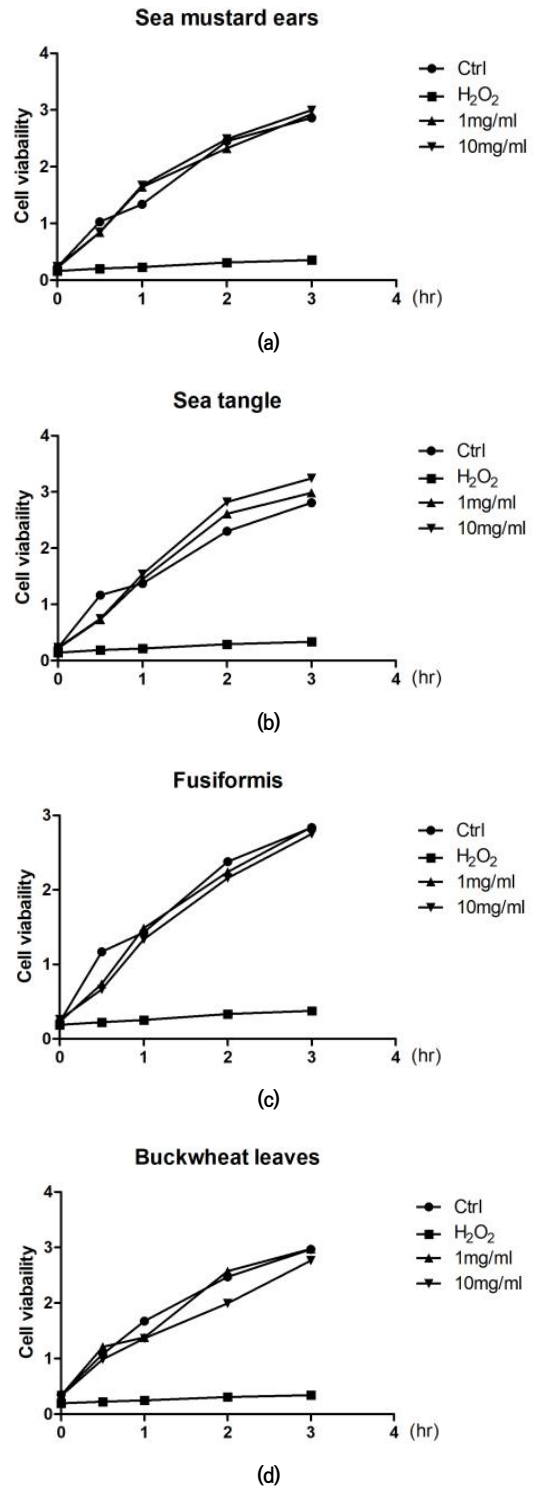 Sea mustard ears
4
3
2
1
0
Cell viabaility
0 1 2 3 4 (hr)
Ctrl
H₂O₂
1mg/ml
10mg/ml
(a)
Sea tangle
4
3
2
1
0
Cell viabaility
0 1 2 3 4 (hr)
Ctrl
H₂O₂
1mg/ml
10mg/ml
(b)
Fusiformis
3
2
1
0
Cell viabaility
0 1 2 3 4 (hr)
Ctrl
H₂O₂
1mg/ml
10mg/ml
(c)
Buckwheat leaves
4
3
2
1
0
Cell viabaility
0 1 2 3 4 (hr)
Ctrl
H₂O₂
1mg/ml
10mg/ml
(d)